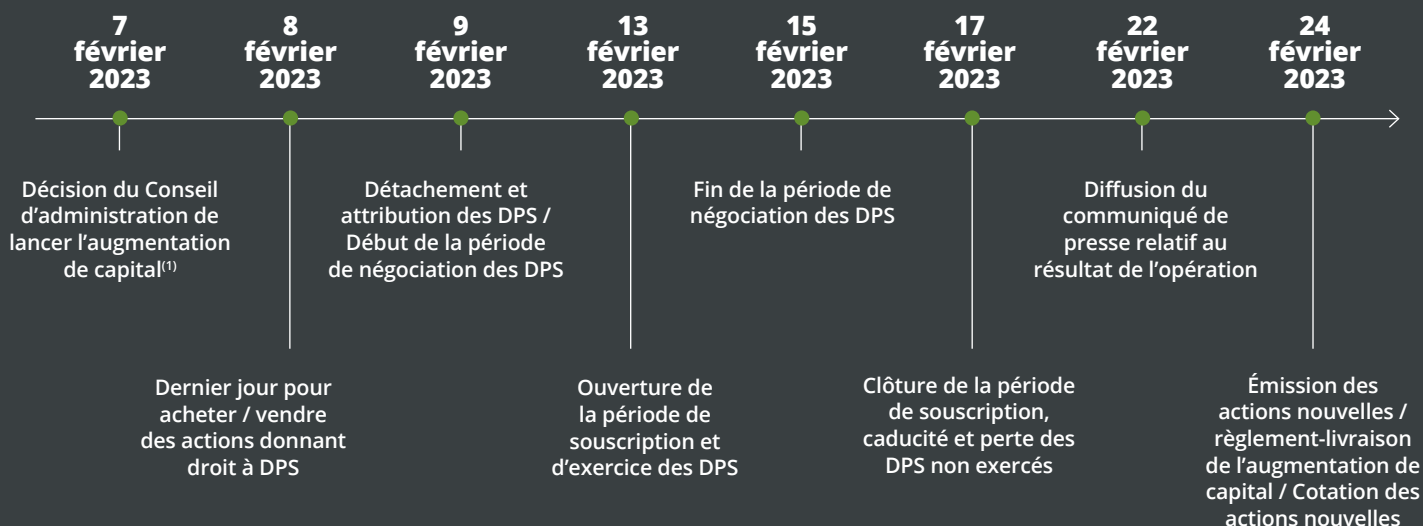 7
février
2023
8
février
2023
9
février
2023
13
février
2023
15
février
2023
17
février
2023
22
février
2023
24
février
2023
Décision du Conseil
d’administration de
lancer l’augmentation
de capital(1)
Dernier jour pour
acheter / vendre
des actions donnant
droit à DPS
Détachement et
attribution des DPS /
Début de la période
de négociation des DPS
Ouverture de
la période de
souscription et
d’exercice des DPS
Fin de la période de
négociation des DPS
Clôture de la période
de souscription,
caducité et perte des
DPS non exercés
Diffusion du
communiqué de
presse relatif au
résultat de l’opération
Émission des
actions nouvelles /
règlement-livraison
de l’augmentation de
capital / Cotation des
actions nouvelles